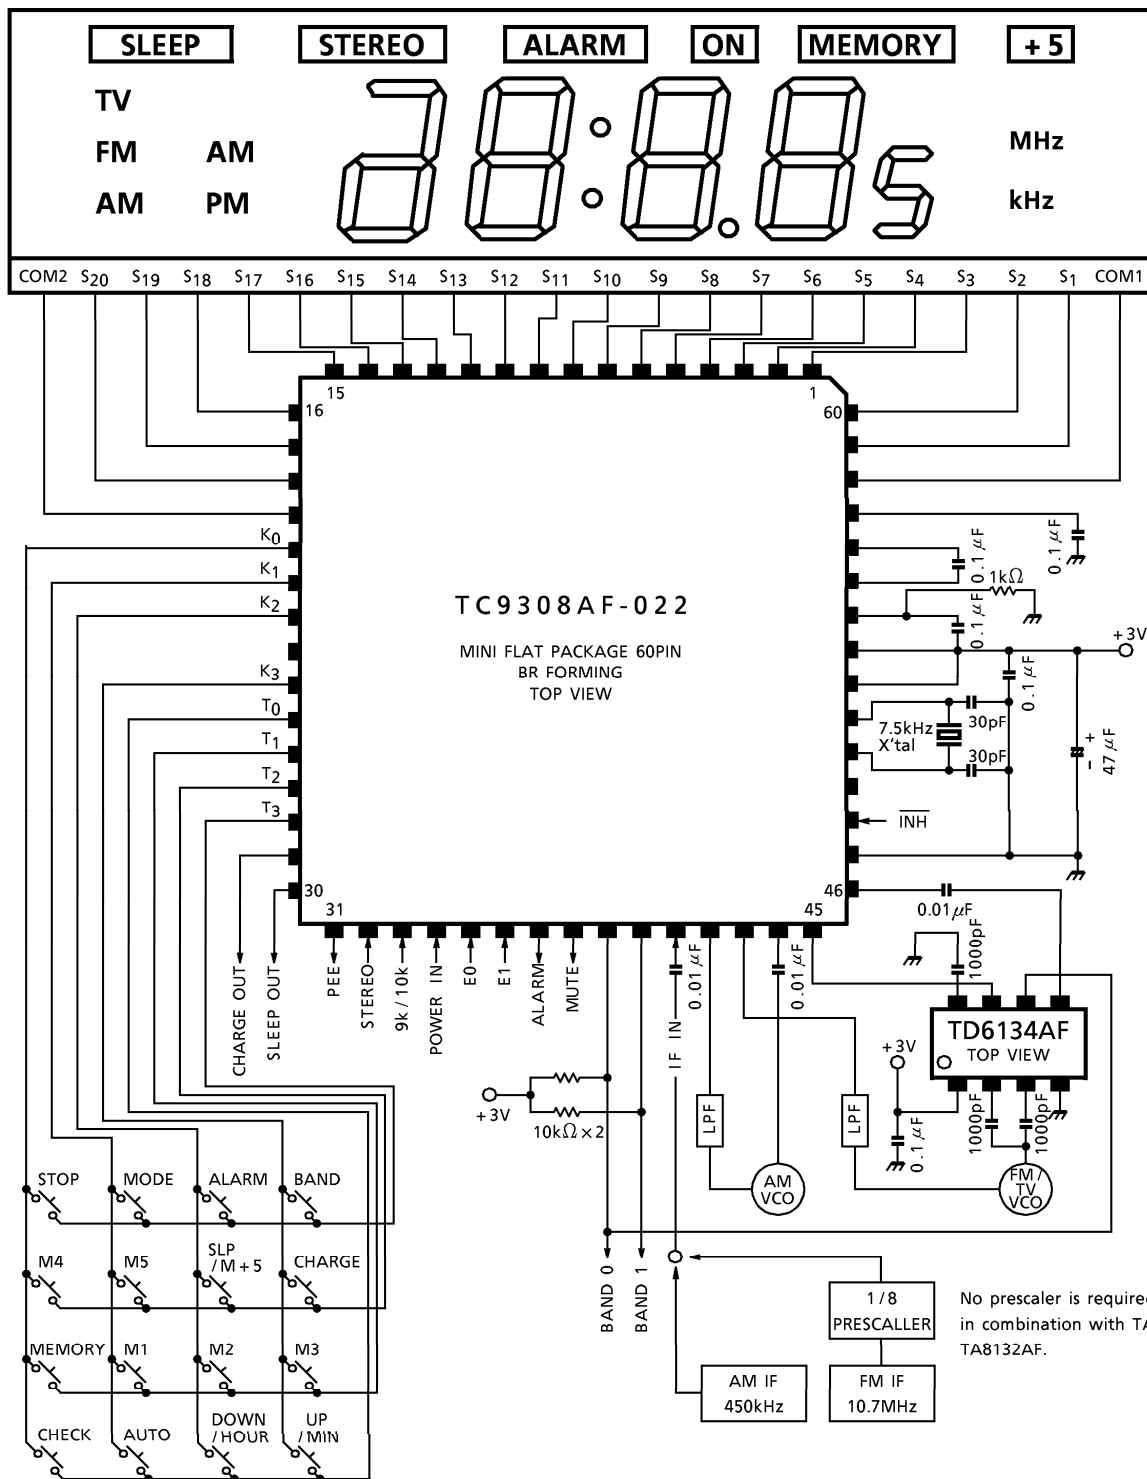 SLEEP STEREO ALARM ON MEMORY +5
TV
FM AM MHz
AM PM kHz
COM2 S20 S19 S18 S17 S16 S15 S14 S13 S12 S11 S10 S9 S8 S7 S6 S5 S4 S3 S2 S1 COM1
15 1
16 60
K0
K1
K2
K3
T0
T1
T2
T3
TC9308AF-022
MINI FLAT PACKAGE 60PIN
BR FORMING
TOP VIEW
0.1μF
0.1μF
1kΩ
0.1μF
+3V
0.1μF
30pF
7.5kHz
X'tal
30pF
+
-
47μF
INH
30 46
31 45
0.01μF
CHARGE OUT
SLEEP OUT
PEE
STEREO
9k/10k
POWER IN
E0
E1
ALARM
MUTE
0.01μF
IF IN
0.01μF
1000pF
TD6134AF
TOP VIEW
+3V
0.1μF
1000pF
1000pF
+3V
10kΩ×2
LPF
LPF
AM
VCO
FM/
TV
VCO
STOP MODE ALARM BAND
M4 M5 SLP
/M+5 CHARGE
MEMORY M1 M2 M3
CHECK AUTO DOWN
/HOUR UP
/MIN
BAND 0
BAND 1
1/8
PRESCALLER
AM IF
450kHz
FM IF
10.7MHz
No prescaler is require
in combination with TA
TA8132AF.